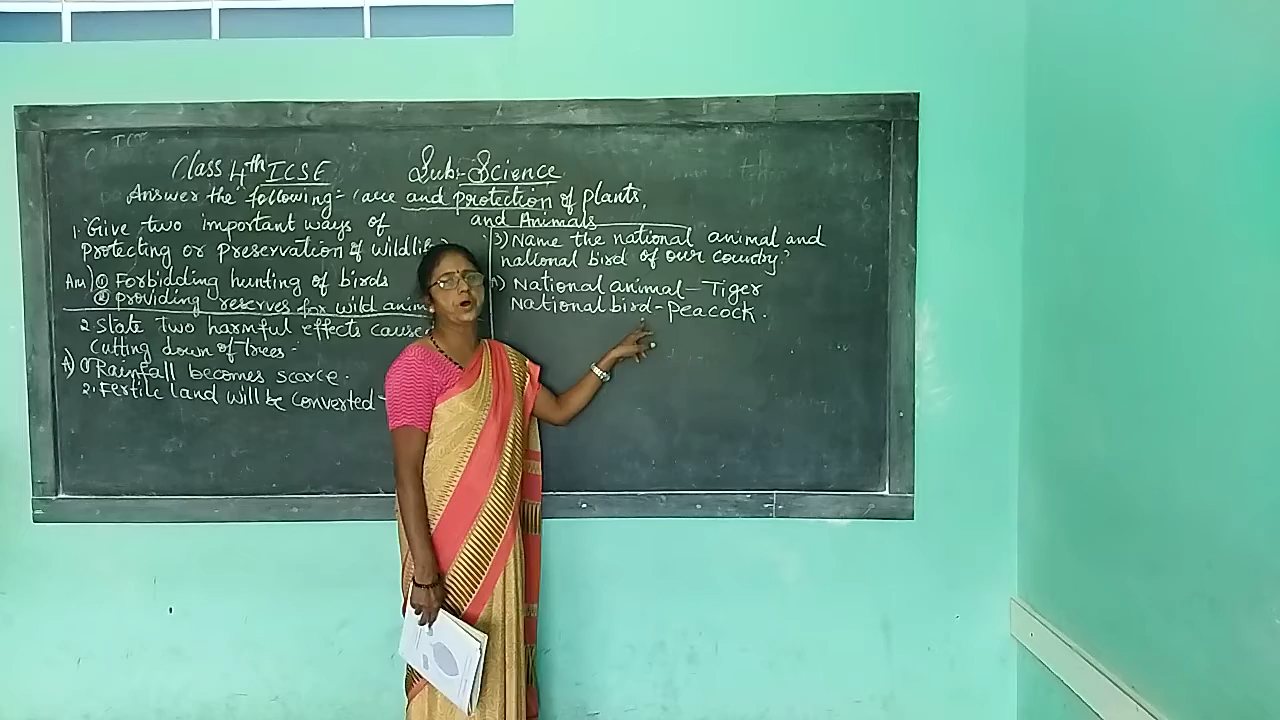 Class 4th ICSE Sub:- Science
Answer the following:- Care and protection of plants,
and Animals
1. Give two important ways of
protecting or preservation of wildlife
Ans) ① Forbidding hunting of birds
② providing reserves for wild anim
2. State two harmful effects cause
cutting down of trees.
A) ① Rainfall becomes scarce.
2. Fertile land will be converted -
3) Name the national animal and
national bird of our country?
A) National animal - Tiger
National bird - Peacock.